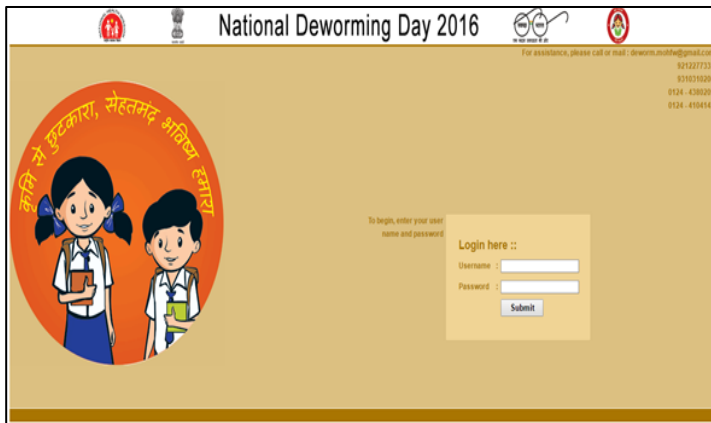 National Deworming Day 2016
For assistance, please call or mail : deworm.mohfw@gmail.co
921227733
931031020
0124 - 438020
0124 - 410414
कृमि से छुटकारा, सेहतमंद भविष्य हमारा
To begin, enter your user
name and password
Login here ::
Username :
Password :
Submit